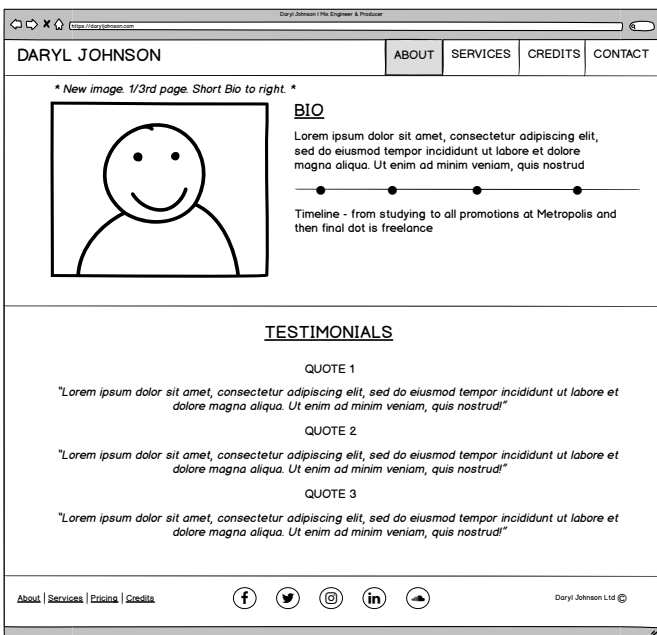 Daryl Johnson | Mix Engineer & Producer
https://daryljohnson.com
DARYL JOHNSON
ABOUT
SERVICES
CREDITS
CONTACT
* New image. 1/3rd page. Short Bio to right. *
BIO
Lorem ipsum dolor sit amet, consectetur adipiscing elit,
sed do eiusmod tempor incididunt ut labore et dolore
magna aliqua. Ut enim ad minim veniam, quis nostrud
Timeline - from studying to all promotions at Metropolis and
then final dot is freelance
TESTIMONIALS
QUOTE 1
"Lorem ipsum dolor sit amet, consectetur adipiscing elit, sed do eiusmod tempor incididunt ut labore et
dolore magna aliqua. Ut enim ad minim veniam, quis nostrud!"
QUOTE 2
"Lorem ipsum dolor sit amet, consectetur adipiscing elit, sed do eiusmod tempor incididunt ut labore et
dolore magna aliqua. Ut enim ad minim veniam, quis nostrud!"
QUOTE 3
"Lorem ipsum dolor sit amet, consectetur adipiscing elit, sed do eiusmod tempor incididunt ut labore et
dolore magna aliqua. Ut enim ad minim veniam, quis nostrud!"
About | Services | Pricing | Credits
Daryl Johnson Ltd ©